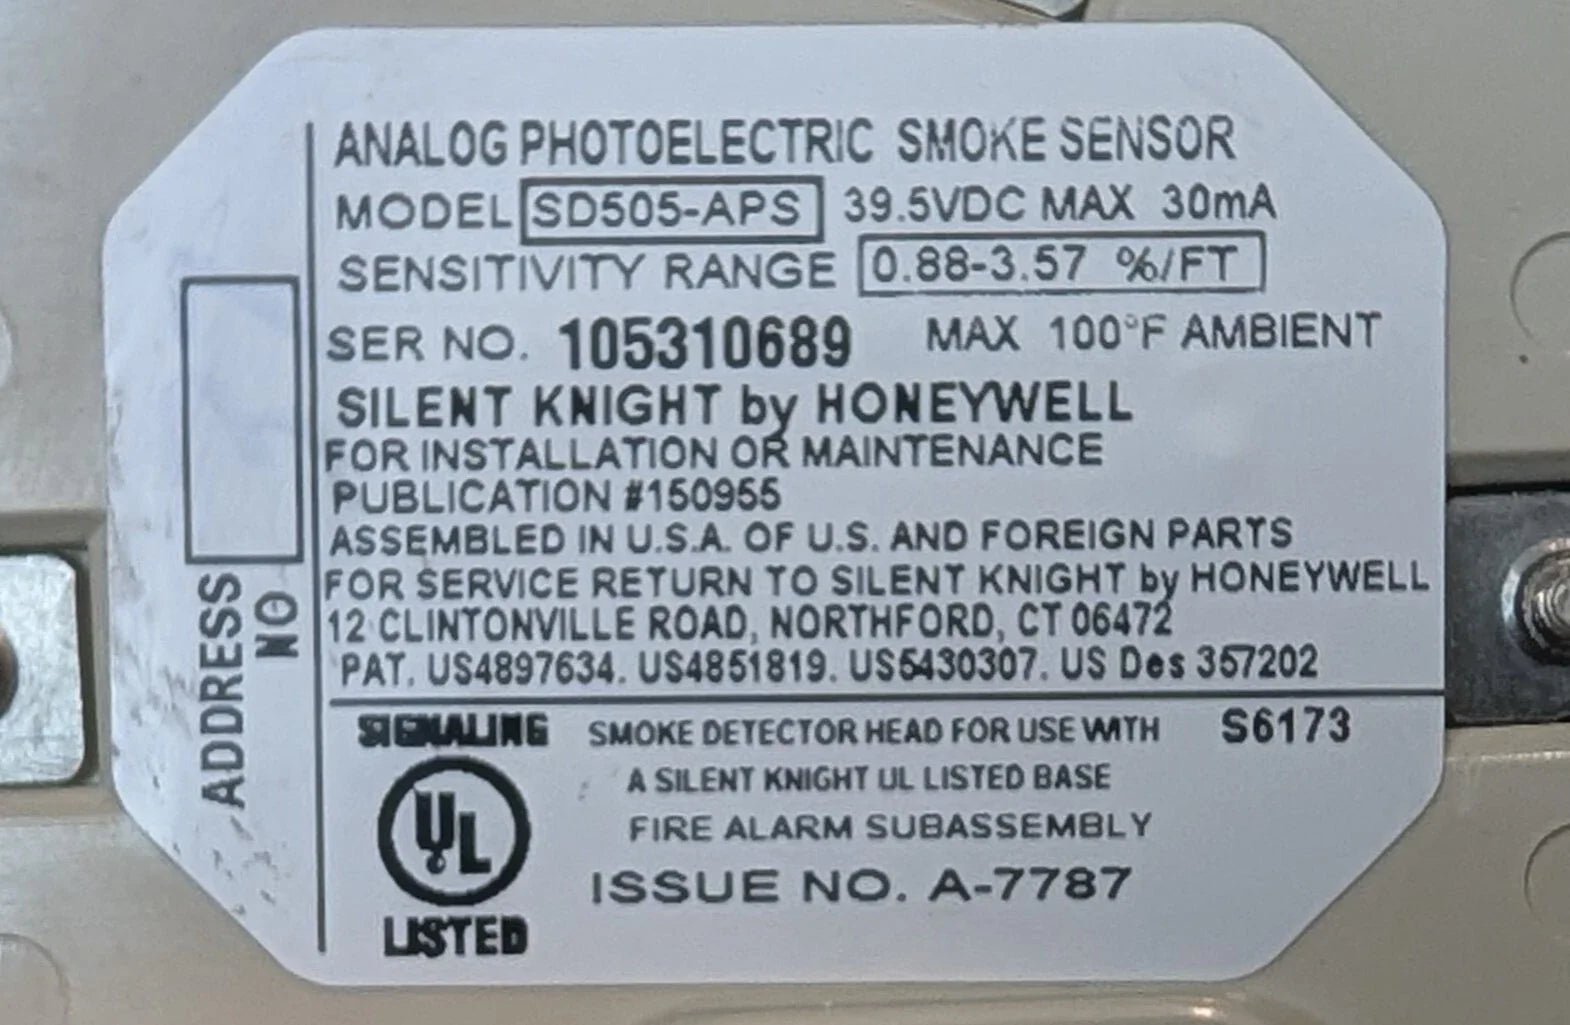 ANALOG PHOTOELECTRIC SMOKE SENSOR
MODEL SD505-APS 39.5VDC MAX 30mA
SENSITIVITY RANGE 0.88-3.57 %/FT
SER NO. 105310689 MAX 100°F AMBIENT
SILENT KNIGHT by HONEYWELL
FOR INSTALLATION OR MAINTENANCE
PUBLICATION #150955
ASSEMBLED IN U.S.A. OF U.S. AND FOREIGN PARTS
FOR SERVICE RETURN TO SILENT KNIGHT by HONEYWELL
12 CLINTONVILLE ROAD, NORTHFORD, CT 06472
PAT. US4897634. US4851819. US5430307. US Des 357202
ADDRESS
NO
SIGNALING
UL
LISTED
SMOKE DETECTOR HEAD FOR USE WITH S6173
A SILENT KNIGHT UL LISTED BASE
FIRE ALARM SUBASSEMBLY
ISSUE NO. A-7787